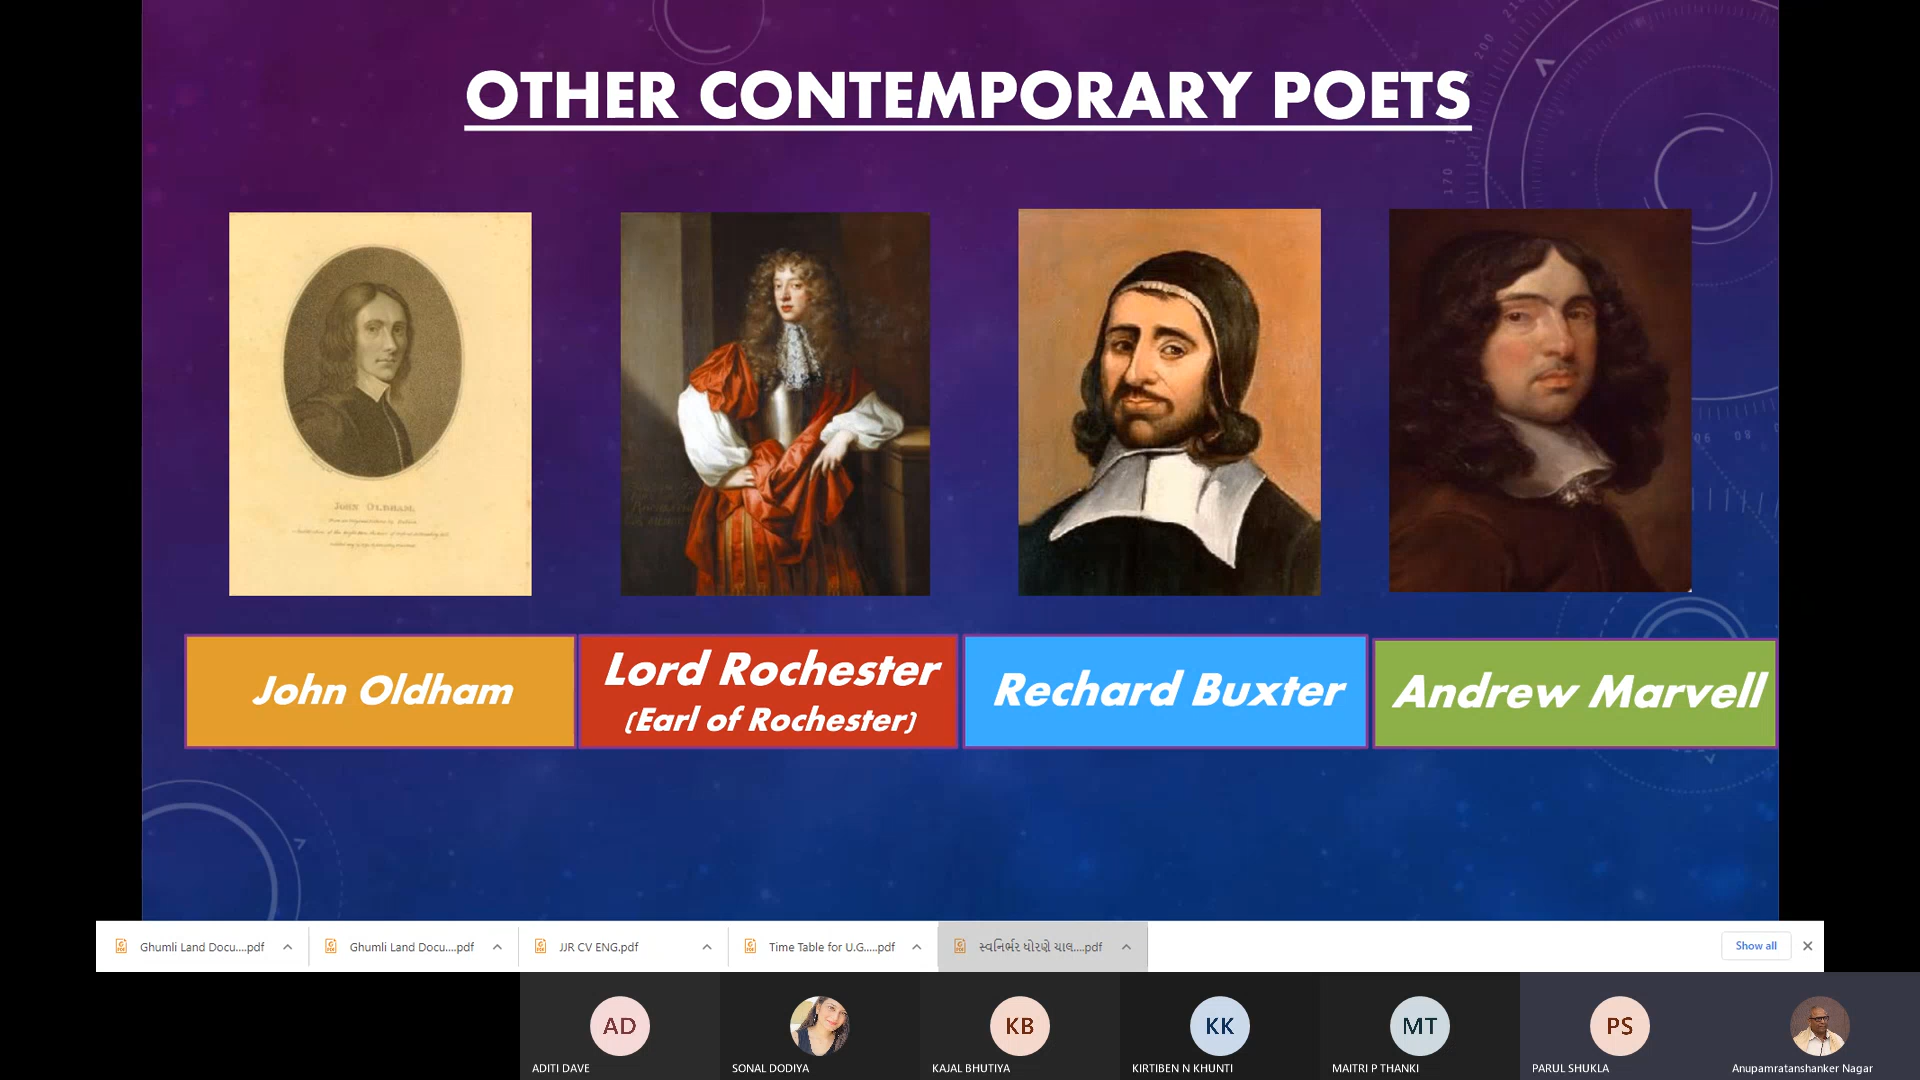 OTHER CONTEMPORARY POETS
JOHN OLDHAM.
John Oldham
Lord Rochester
(Earl of Rochester)
Rechard Buxter
Andrew Marvell
Ghumli Land Docu....pdf
Ghumli Land Docu....pdf
JJR CV ENG.pdf
Time Table for U.G.....pdf
સ્વનિર્ભર ધોરણે ચાલ....pdf
Show all
AD
KB
KK
MT
PS
ADITI DAVE
SONAL DODIYA
KAJAL BHUTIYA
KIRTIBEN N KHUNTI
MAITRI P THANKI
PARUL SHUKLA
Anupamratanshanker Nagar